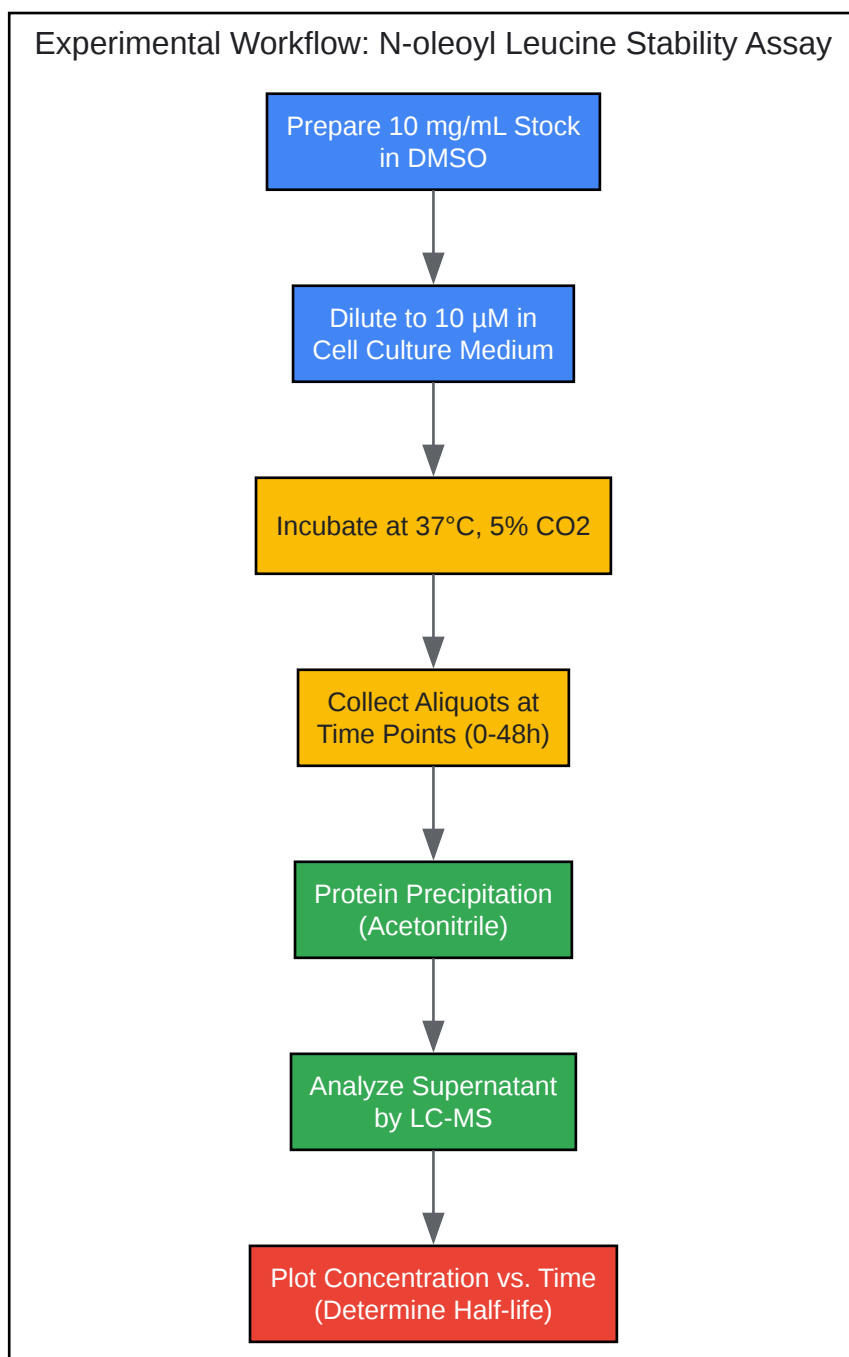 Experimental Workflow: N-oleoyl Leucine Stability Assay
Prepare 10 mg/mL Stock
in DMSO
Dilute to 10 µM in
Cell Culture Medium
Incubate at 37°C, 5% CO2
Collect Aliquots at
Time Points (0-48h)
Protein Precipitation
(Acetonitrile)
Analyze Supernatant
by LC-MS
Plot Concentration vs. Time
(Determine Half-life)